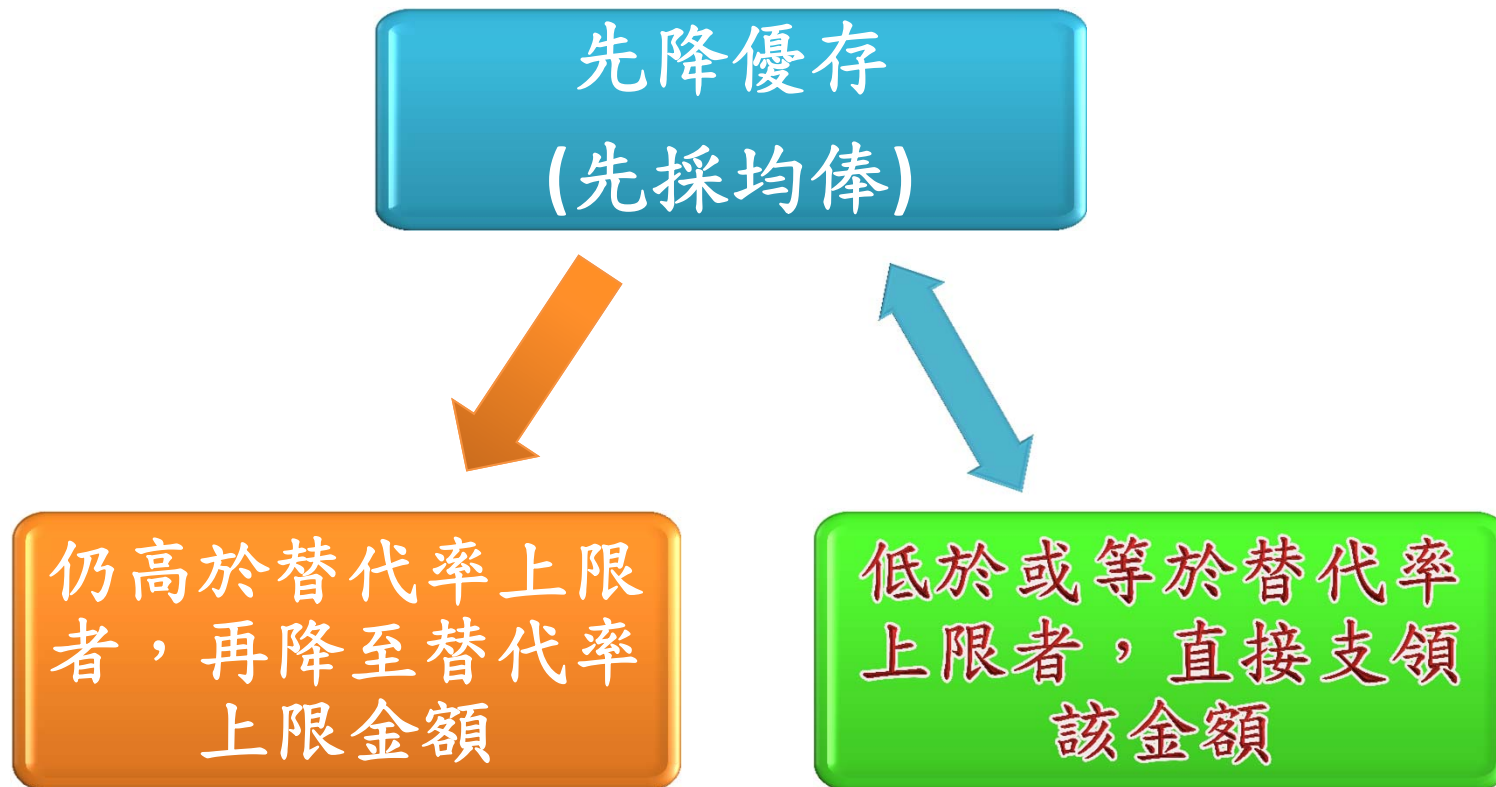 先降優存
(先採均俸)
仍高於替代率上限
者，再降至替代率
上限金額
低於或等於替代率
上限者，直接支領
該金額